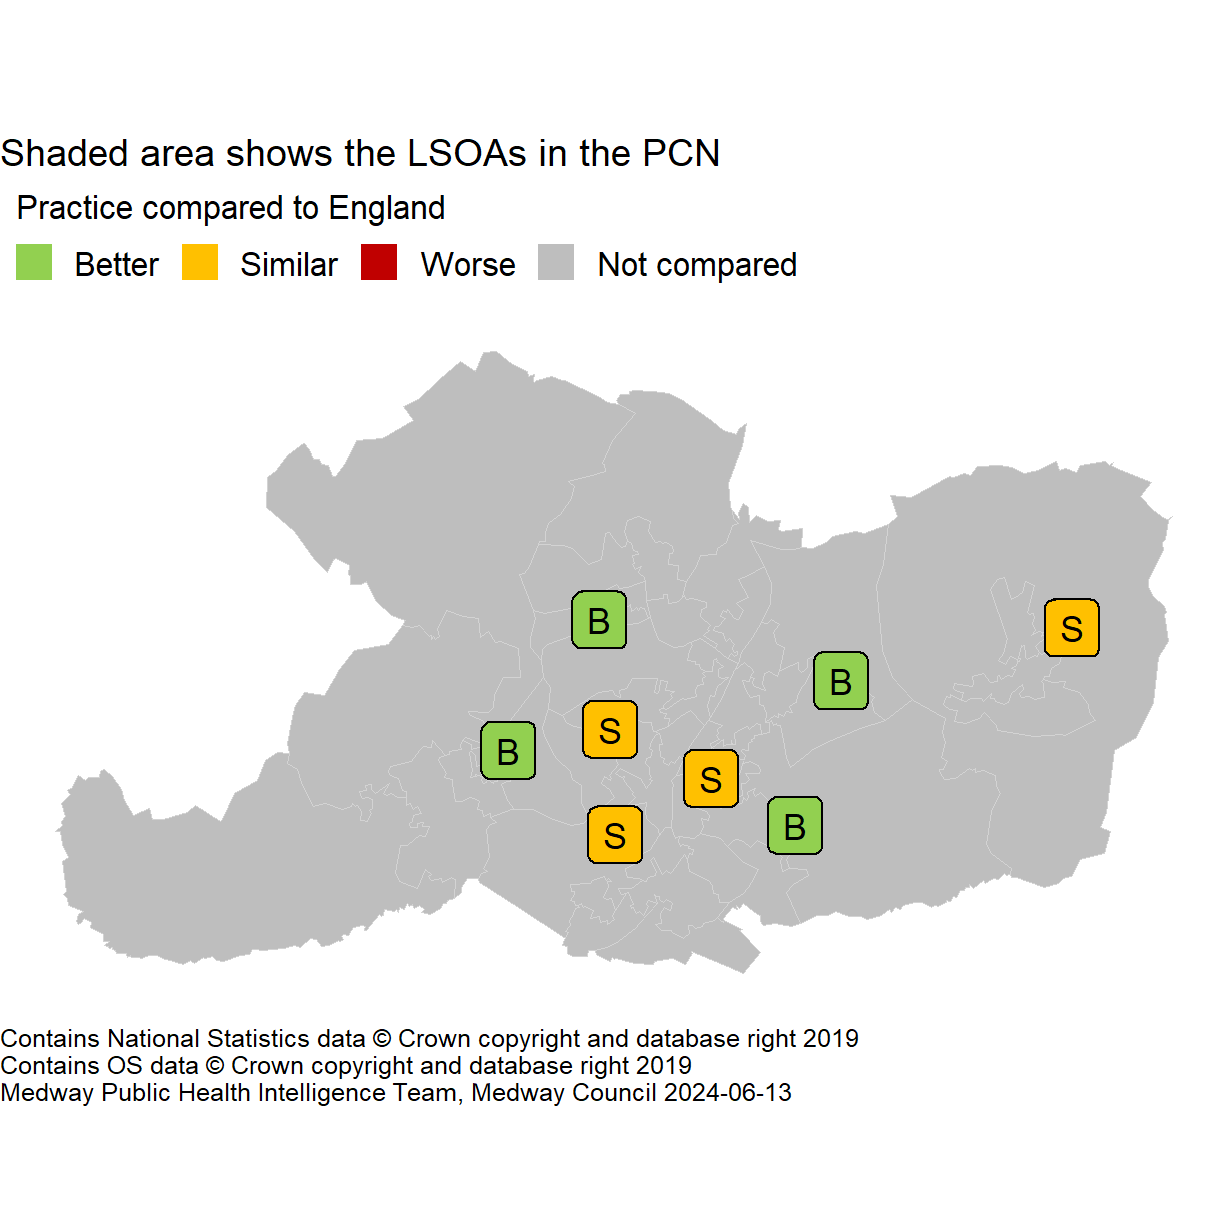 Shaded area shows the LSOAs in the PCN
Practice compared to England
Better Similar Worse Not compared
B
S
B
S
B
S
B
S
Contains National Statistics data © Crown copyright and database right 2019
Contains OS data © Crown copyright and database right 2019
Medway Public Health Intelligence Team, Medway Council 2024-06-13